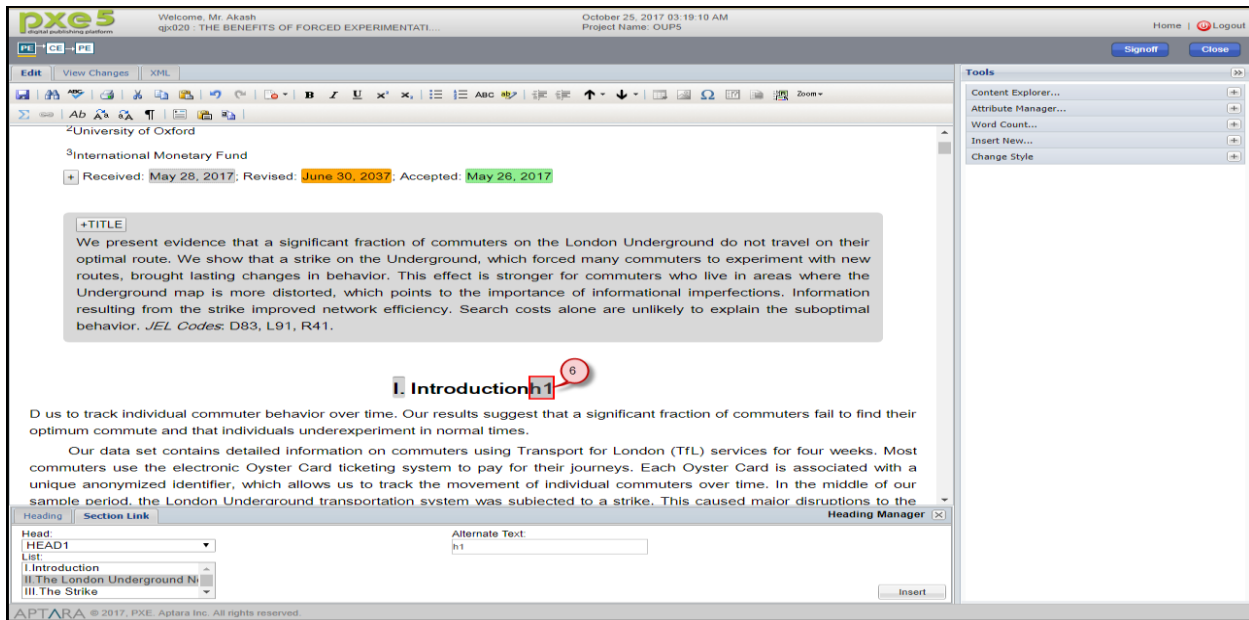 pxe5
digital publishing platform
Welcome, Mr. Akash
qjx020 : THE BENEFITS OF FORCED EXPERIMENTATI....
October 25, 2017 03:19:10 AM
Project Name: OUP5
Home | Logout
PE CE PE
Signoff Close
Edit View Changes XML
ABC B I U x² x₂ ABC ab Ω Zoom
Σ Ab Aa aA ¶
2University of Oxford
3International Monetary Fund
+ Received: May 28, 2017; Revised: June 30, 2037; Accepted: May 26, 2017
+TITLE
We present evidence that a significant fraction of commuters on the London Underground do not travel on their
optimal route. We show that a strike on the Underground, which forced many commuters to experiment with new
routes, brought lasting changes in behavior. This effect is stronger for commuters who live in areas where the
Underground map is more distorted, which points to the importance of informational imperfections. Information
resulting from the strike improved network efficiency. Search costs alone are unlikely to explain the suboptimal
behavior. JEL Codes: D83, L91, R41.
6
I. Introductionh1
D us to track individual commuter behavior over time. Our results suggest that a significant fraction of commuters fail to find their
optimum commute and that individuals underexperiment in normal times.
Our data set contains detailed information on commuters using Transport for London (TfL) services for four weeks. Most
commuters use the electronic Oyster Card ticketing system to pay for their journeys. Each Oyster Card is associated with a
unique anonymized identifier, which allows us to track the movement of individual commuters over time. In the middle of our
sample period, the London Underground transportation system was subjected to a strike. This caused major disruptions to the
Tools
Content Explorer...
Attribute Manager...
Word Count...
Insert New...
Change Style
Heading Section Link
Heading Manager
Head:
HEAD1
List:
I.Introduction
II.The London Underground N
III.The Strike
Alternate Text:
h1
Insert
APTARA © 2017, PXE. Aptara Inc. All rights reserved.